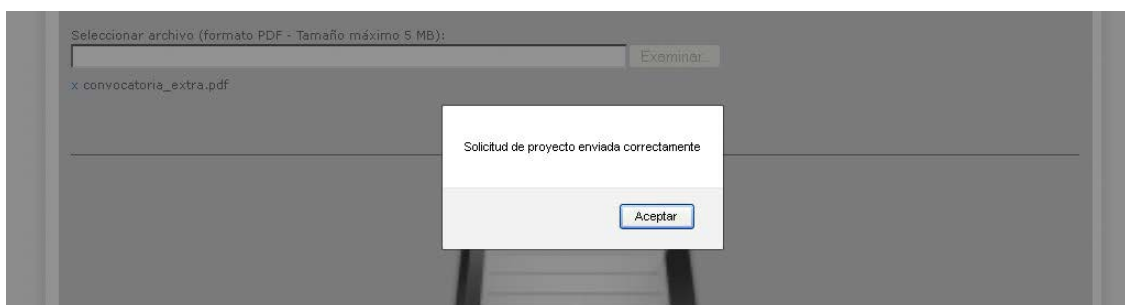 Seleccionar archivo (formato PDF - Tamaño máximo 5 MB):
Examinar..
x convocatoria_extra.pdf
Solicitud de proyecto enviada correctamente
Aceptar